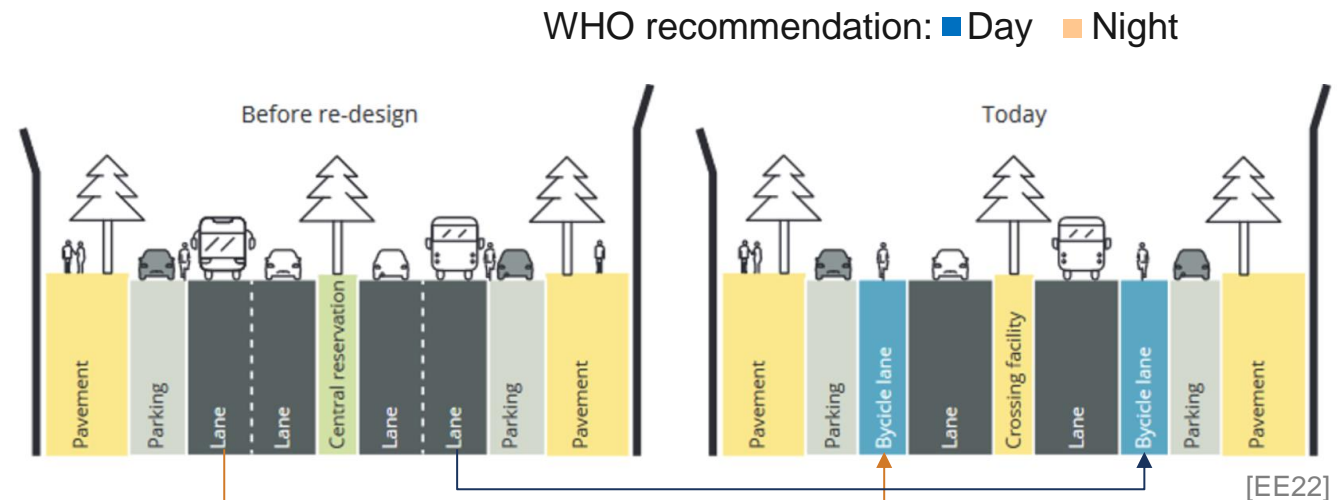 WHO recommendation: Day Night
Before re-design
Today
Pavement
Parking
Lane
Lane
Central reservation
Lane
Lane
Parking
Pavement
Pavement
Parking
Bycicle lane
Lane
Crossing facility
Lane
Bycicle lane
Parking
Pavement
[EE22]